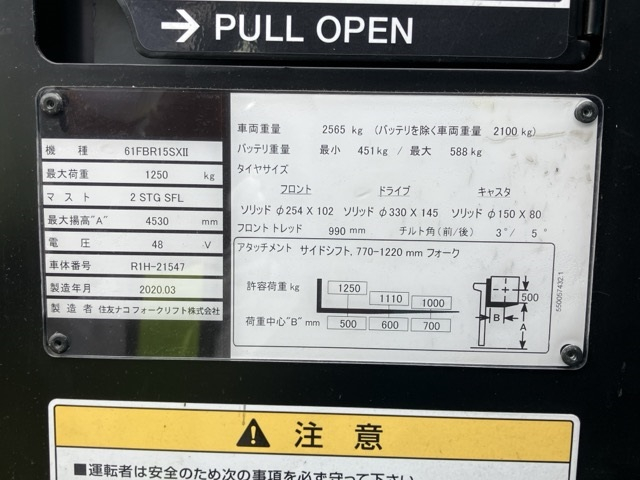 → PULL OPEN
機 種 61FBR15SXII
最大荷重 1250 kg
マ ス ト 2 STG SFL
最大揚高"A" 4530 mm
電 圧 48 V
車体番号 R1H-21547
製造年月 2020.03
製 造 者 住友ナコ フォークリフト株式会社
車両重量 2565 kg (バッテリを除く車両重量 2100 kg)
バッテリ重量 最小 451 kg / 最大 588 kg
タイヤサイズ
フロント ドライブ キャスタ
ソリッド φ254 X 102 ソリッド φ330 X 145 ソリッド φ150 X 80
フロントトレッド 990 mm チルト角(前/後) 3°/ 5°
アタッチメント サイドシフト, 770-1220 mm フォーク
許容荷重 kg 1250 1110 1000
荷重中心"B" mm 500 600 700
500
B A
5590574321
⚠ 注 意
■運転者は安全のため次の事項を必ず守って下さい